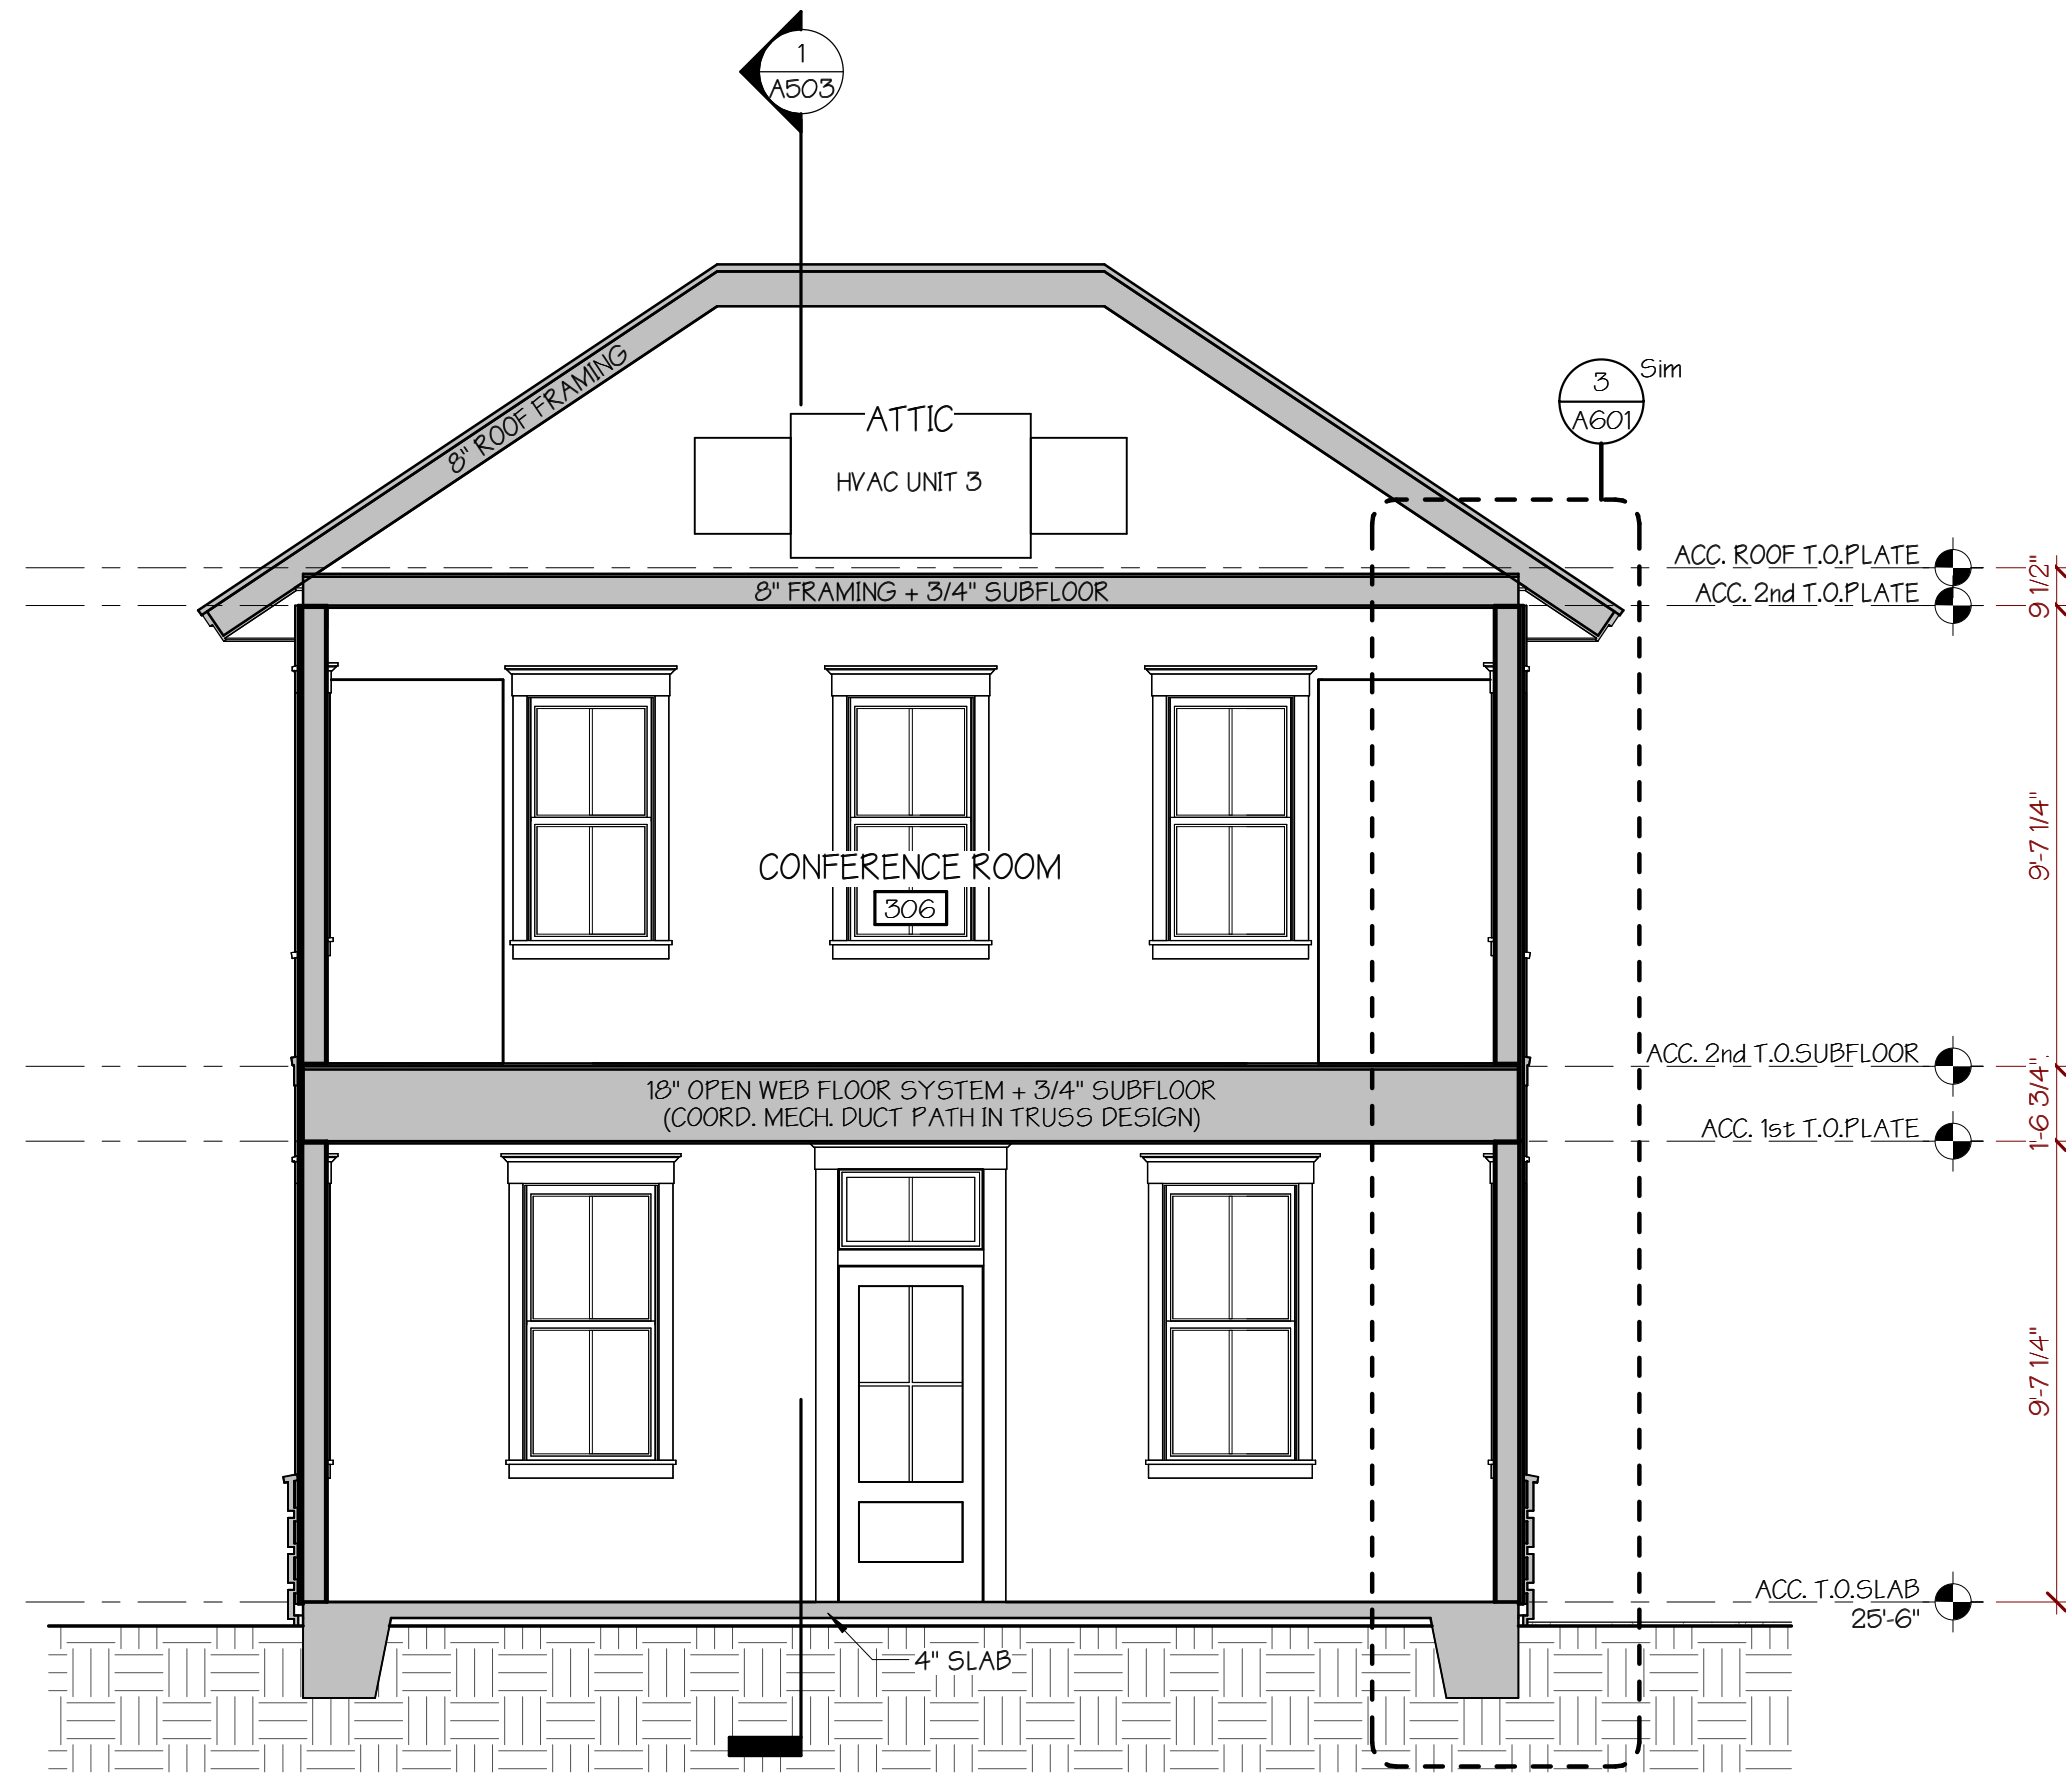 1
A503
3
A601
Sim
8" ROOF FRAMING
ATTIC
HVAC UNIT 3
ACC. ROOF T.O.PLATE
8" FRAMING + 3/4" SUBFLOOR
ACC. 2nd T.O.PLATE
9 1/2"
9'-7 1/4"
CONFERENCE ROOM
306
ACC. 2nd T.O.SUBFLOOR
18" OPEN WEB FLOOR SYSTEM + 3/4" SUBFLOOR
(COORD. MECH. DUCT PATH IN TRUSS DESIGN)
1'-6 3/4"
ACC. 1st T.O.PLATE
9'-7 1/4"
ACC. T.O.SLAB
25'-6"
4" SLAB